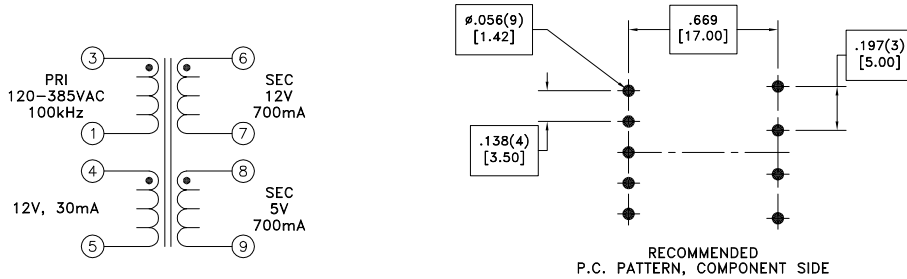 3
PRI
120-385VAC
100kHz
1
6
SEC
12V
700mA
7
4
12V, 30mA
5
8
SEC
5V
700mA
9
ø.056(9)
[1.42]
.669
[17.00]
.197(3)
[5.00]
.138(4)
[3.50]
RECOMMENDED
P.C. PATTERN, COMPONENT SIDE